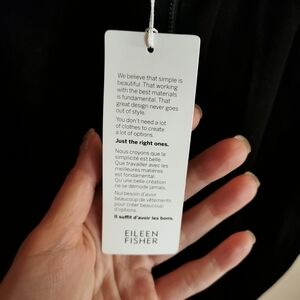 We believe that simple is
beautiful. That working
with the best materials
is fundamental. That
great design never goes
out of style.
You don't need a lot
of clothes to create
a lot of options.
Just the right ones.
Nous croyons que la
simplicité est belle.
Que travailler avec les
meilleures matières
est fondamental.
Qu'une belle création
ne se démode jamais.
Nul besoin d'avoir
beaucoup de vêtements
pour créer beaucoup
d'options.
Il suffit d'avoir les bons.
EILEEN
FISHER